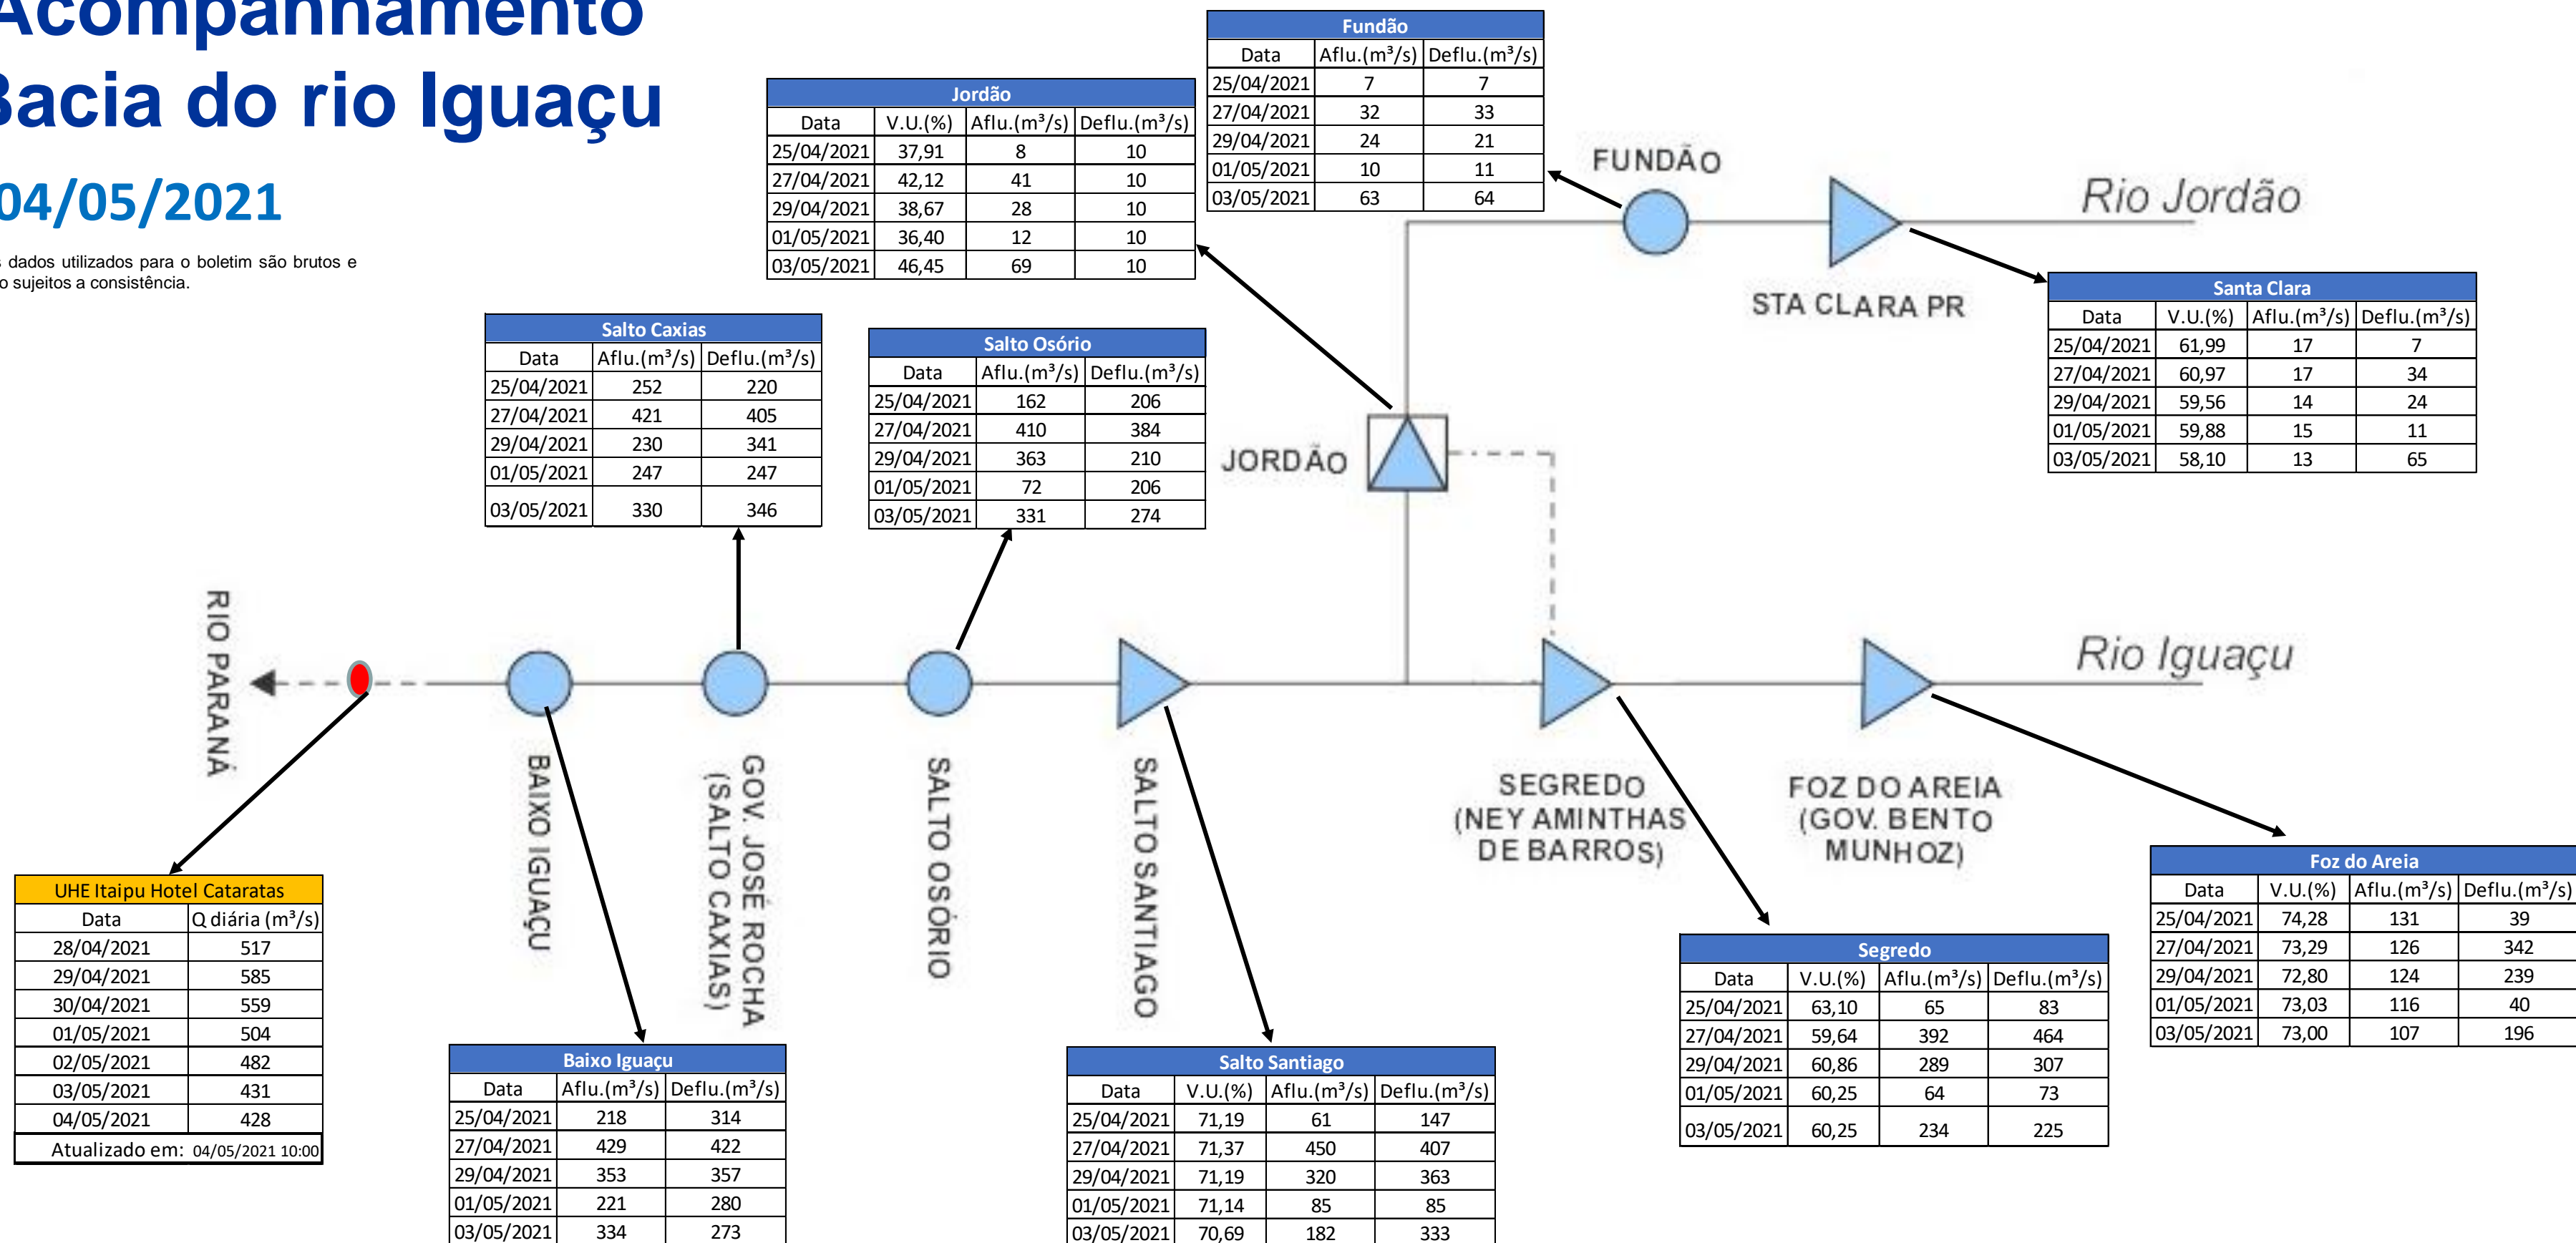 Acompanhamento
Bacia do rio Iguaçu
04/05/2021
s dados utilizados para o boletim são brutos e
o sujeitos a consistência.
Fundão
Data Aflu.(m³/s) Deflu.(m³/s)
25/04/2021 7 7
27/04/2021 32 33
29/04/2021 24 21
01/05/2021 10 11
03/05/2021 63 64
Jordão
Data V.U.(%) Aflu.(m³/s) Deflu.(m³/s)
25/04/2021 37,91 8 10
27/04/2021 42,12 41 10
29/04/2021 38,67 28 10
01/05/2021 36,40 12 10
03/05/2021 46,45 69 10
FUNDÃO
Rio Jordão
STA CLARA PR
Santa Clara
Data V.U.(%) Aflu.(m³/s) Deflu.(m³/s)
25/04/2021 61,99 17 7
27/04/2021 60,97 17 34
29/04/2021 59,56 14 24
01/05/2021 59,88 15 11
03/05/2021 58,10 13 65
Salto Caxias
Data Aflu.(m³/s) Deflu.(m³/s)
25/04/2021 252 220
27/04/2021 421 405
29/04/2021 230 341
01/05/2021 247 247
03/05/2021 330 346
Salto Osório
Data Aflu.(m³/s) Deflu.(m³/s)
25/04/2021 162 206
27/04/2021 410 384
29/04/2021 363 210
01/05/2021 72 206
03/05/2021 331 274
JORDÃO
RIO PARANÁ
Rio Iguaçu
BAIXO IGUAÇU
GOV. JOSÉ ROCHA
(SALTO CAXIAS)
SALTO OSÓRIO
SALTO SANTIAGO
SEGREDO
(NEY AMINTHAS
DE BARROS)
FOZ DO AREIA
(GOV. BENTO
MUNHOZ)
UHE Itaipu Hotel Cataratas
Data Q diária (m³/s)
28/04/2021 517
29/04/2021 585
30/04/2021 559
01/05/2021 504
02/05/2021 482
03/05/2021 431
04/05/2021 428
Atualizado em: 04/05/2021 10:00
Baixo Iguaçu
Data Aflu.(m³/s) Deflu.(m³/s)
25/04/2021 218 314
27/04/2021 429 422
29/04/2021 353 357
01/05/2021 221 280
03/05/2021 334 273
Salto Santiago
Data V.U.(%) Aflu.(m³/s) Deflu.(m³/s)
25/04/2021 71,19 61 147
27/04/2021 71,37 450 407
29/04/2021 71,19 320 363
01/05/2021 71,14 85 85
03/05/2021 70,69 182 333
Segredo
Data V.U.(%) Aflu.(m³/s) Deflu.(m³/s)
25/04/2021 63,10 65 83
27/04/2021 59,64 392 464
29/04/2021 60,86 289 307
01/05/2021 60,25 64 73
03/05/2021 60,25 234 225
Foz do Areia
Data V.U.(%) Aflu.(m³/s) Deflu.(m³/s)
25/04/2021 74,28 131 39
27/04/2021 73,29 126 342
29/04/2021 72,80 124 239
01/05/2021 73,03 116 40
03/05/2021 73,00 107 196